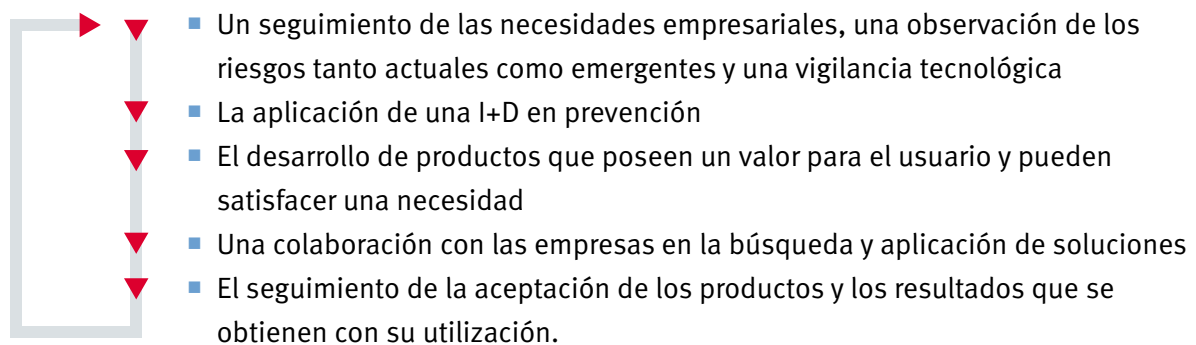 ▪ Un seguimiento de las necesidades empresariales, una observación de los
riesgos tanto actuales como emergentes y una vigilancia tecnológica
▪ La aplicación de una I+D en prevención
▪ El desarrollo de productos que poseen un valor para el usuario y pueden
satisfacer una necesidad
▪ Una colaboración con las empresas en la búsqueda y aplicación de soluciones
▪ El seguimiento de la aceptación de los productos y los resultados que se
obtienen con su utilización.